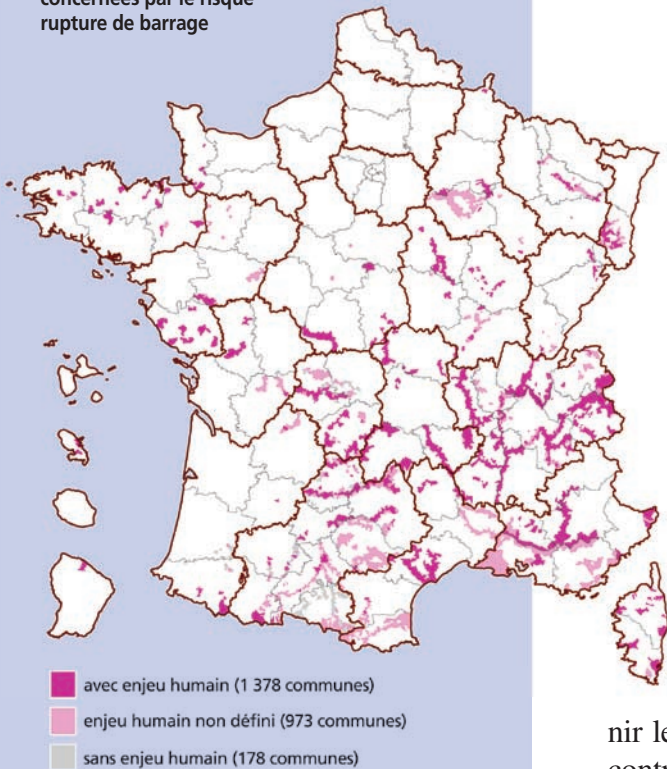 concernées par le risque
rupture de barrage
avec enjeu humain (1 378 communes)
enjeu humain non défini (973 communes)
sans enjeu humain (178 communes)
nir le